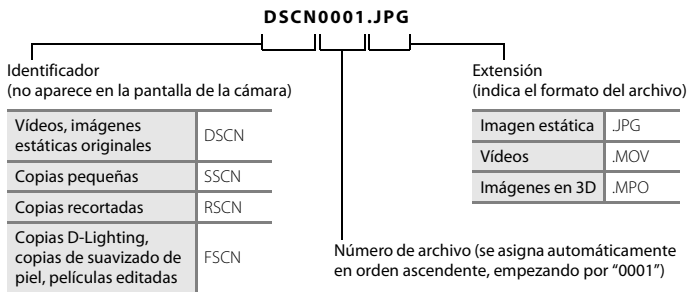 DSCN0001.JPG
Identificador
(no aparece en la pantalla de la cámara)
Vídeos, imágenes
estáticas originales
DSCN
Copias pequeñas
SSCN
Copias recortadas
RSCN
Copias D-Lighting,
copias de suavizado de
piel, películas editadas
FSCN
Extensión
(indica el formato del archivo)
Imagen estática
.JPG
Vídeos
.MOV
Imágenes en 3D
.MPO
Número de archivo (se asigna automáticamente
en orden ascendente, empezando por “0001”)